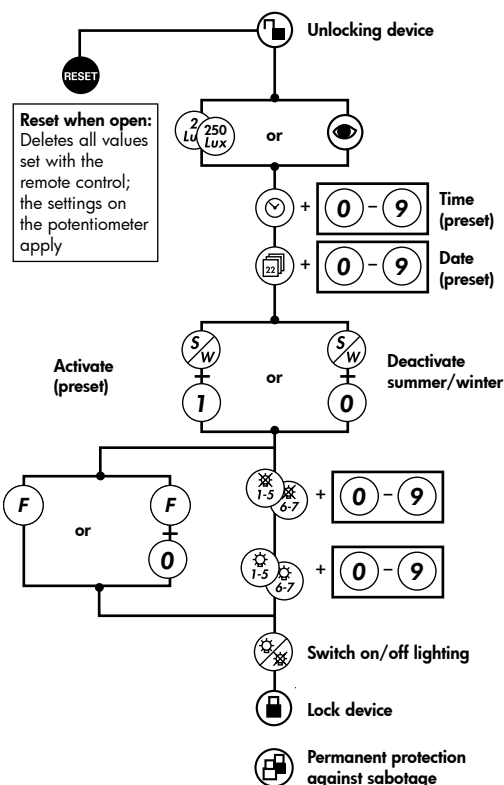 Unlocking device
RESET
Reset when open:
Deletes all values
set with the
remote control;
the settings on
the potentiometer
apply
2
Lu
250
Lux
or
+ 0 – 9
Time
(preset)
22
+ 0 – 9
Date
(preset)
S/W
+
1
Activate
(preset)
or
S/W
+
0
Deactivate
summer/winter
F
or
F
+
0
1-5
6-7
+ 0 – 9
1-5
6-7
+ 0 – 9
Switch on/off lighting
Lock device
Permanent protection
against sabotage